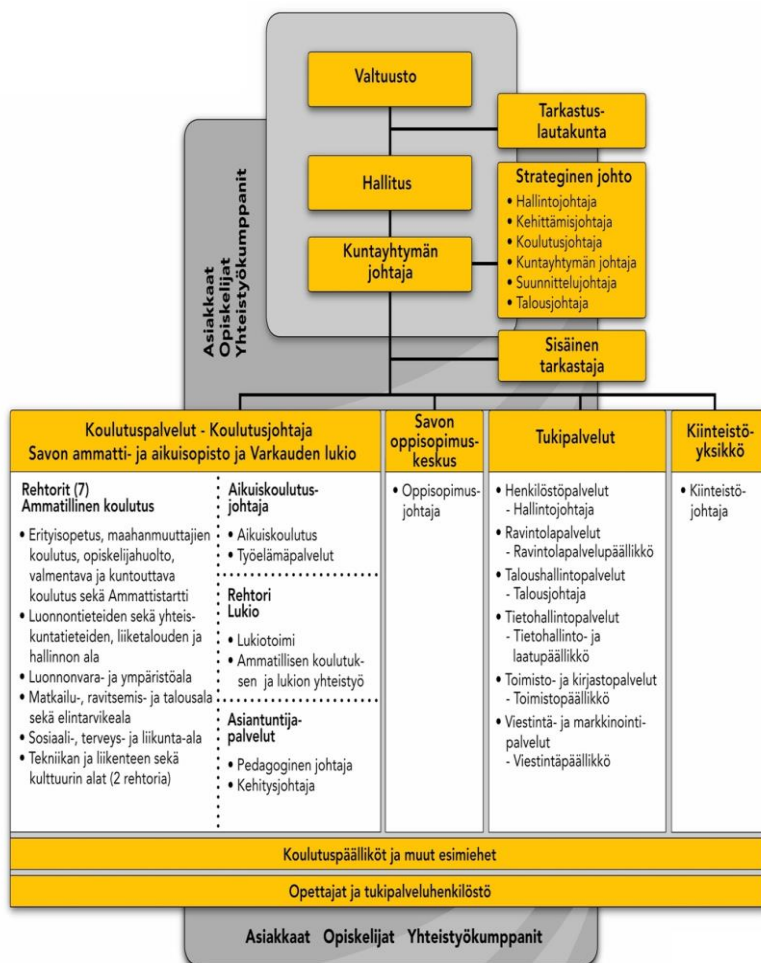 Valtuusto
Tarkastus-
lautakunta
Hallitus
Strateginen johto
• Hallintojohtaja
• Kehittämisjohtaja
• Koulutusjohtaja
• Kuntayhtymän johtaja
• Suunnittelujohtaja
• Talousjohtaja
Kuntayhtymän
johtaja
Asiakkaat
Opiskelijat
Yhteistyökumppanit
Sisäinen
tarkastaja
Koulutuspalvelut - Koulutusjohtaja
Savon ammatti- ja aikuisopisto ja Varkauden lukio
Rehtorit (7)
Ammatillinen koulutus
• Erityisopetus, maahanmuuttajien
koulutus, opiskelijahuolto,
valmentava ja kuntouttava
koulutus sekä Ammattistartti
• Luonnontieteiden sekä yhteis-
kuntatieteiden, liiketalouden ja
hallinnon ala
• Luonnonvara- ja ympäristöala
• Matkailu-, ravitsemis- ja talousala
sekä elintarvikeala
• Sosiaali-, terveys- ja liikunta-ala
• Tekniikan ja liikenteen sekä
kulttuurin alat (2 rehtoria)
Aikuiskoulutus-
johtaja
• Aikuiskoulutus
• Työelämäpalvelut
Rehtori
Lukio
• Lukiotoimi
• Ammatillisen koulutuk-
sen ja lukion yhteistyö
Asiantuntija-
palvelut
• Pedagoginen johtaja
• Kehitysjohtaja
Savon
oppisopimus-
keskus
• Oppisopimus-
johtaja
Tukipalvelut
• Henkilöstöpalvelut
- Hallintojohtaja
• Ravintolapalvelut
- Ravintolapalvelupäällikkö
• Taloushallintopalvelut
- Talousjohtaja
• Tietohallintopalvelut
- Tietohallinto- ja
laatupäällikkö
• Toimisto- ja kirjastopalvelut
- Toimistopäällikkö
• Viestintä- ja markkinointi-
palvelut
- Viestintäpäällikkö
Kiinteistö-
yksikkö
• Kiinteistö-
johtaja
Koulutuspäälliköt ja muut esimiehet
Opettajat ja tukipalveluhenkilöstö
Asiakkaat Opiskelijat Yhteistyökumppanit